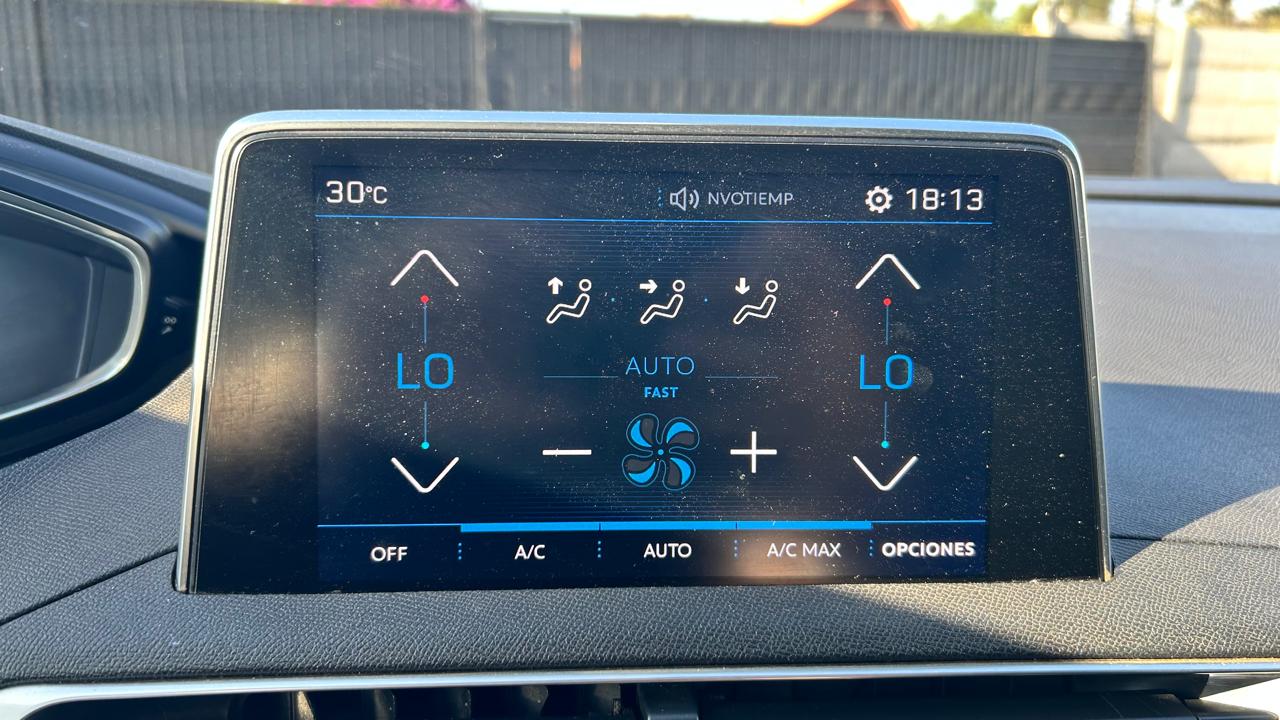 30°C NVOTIEMP 18:13
LO AUTO LO
FAST
OFF A/C AUTO A/C MAX OPCIONES